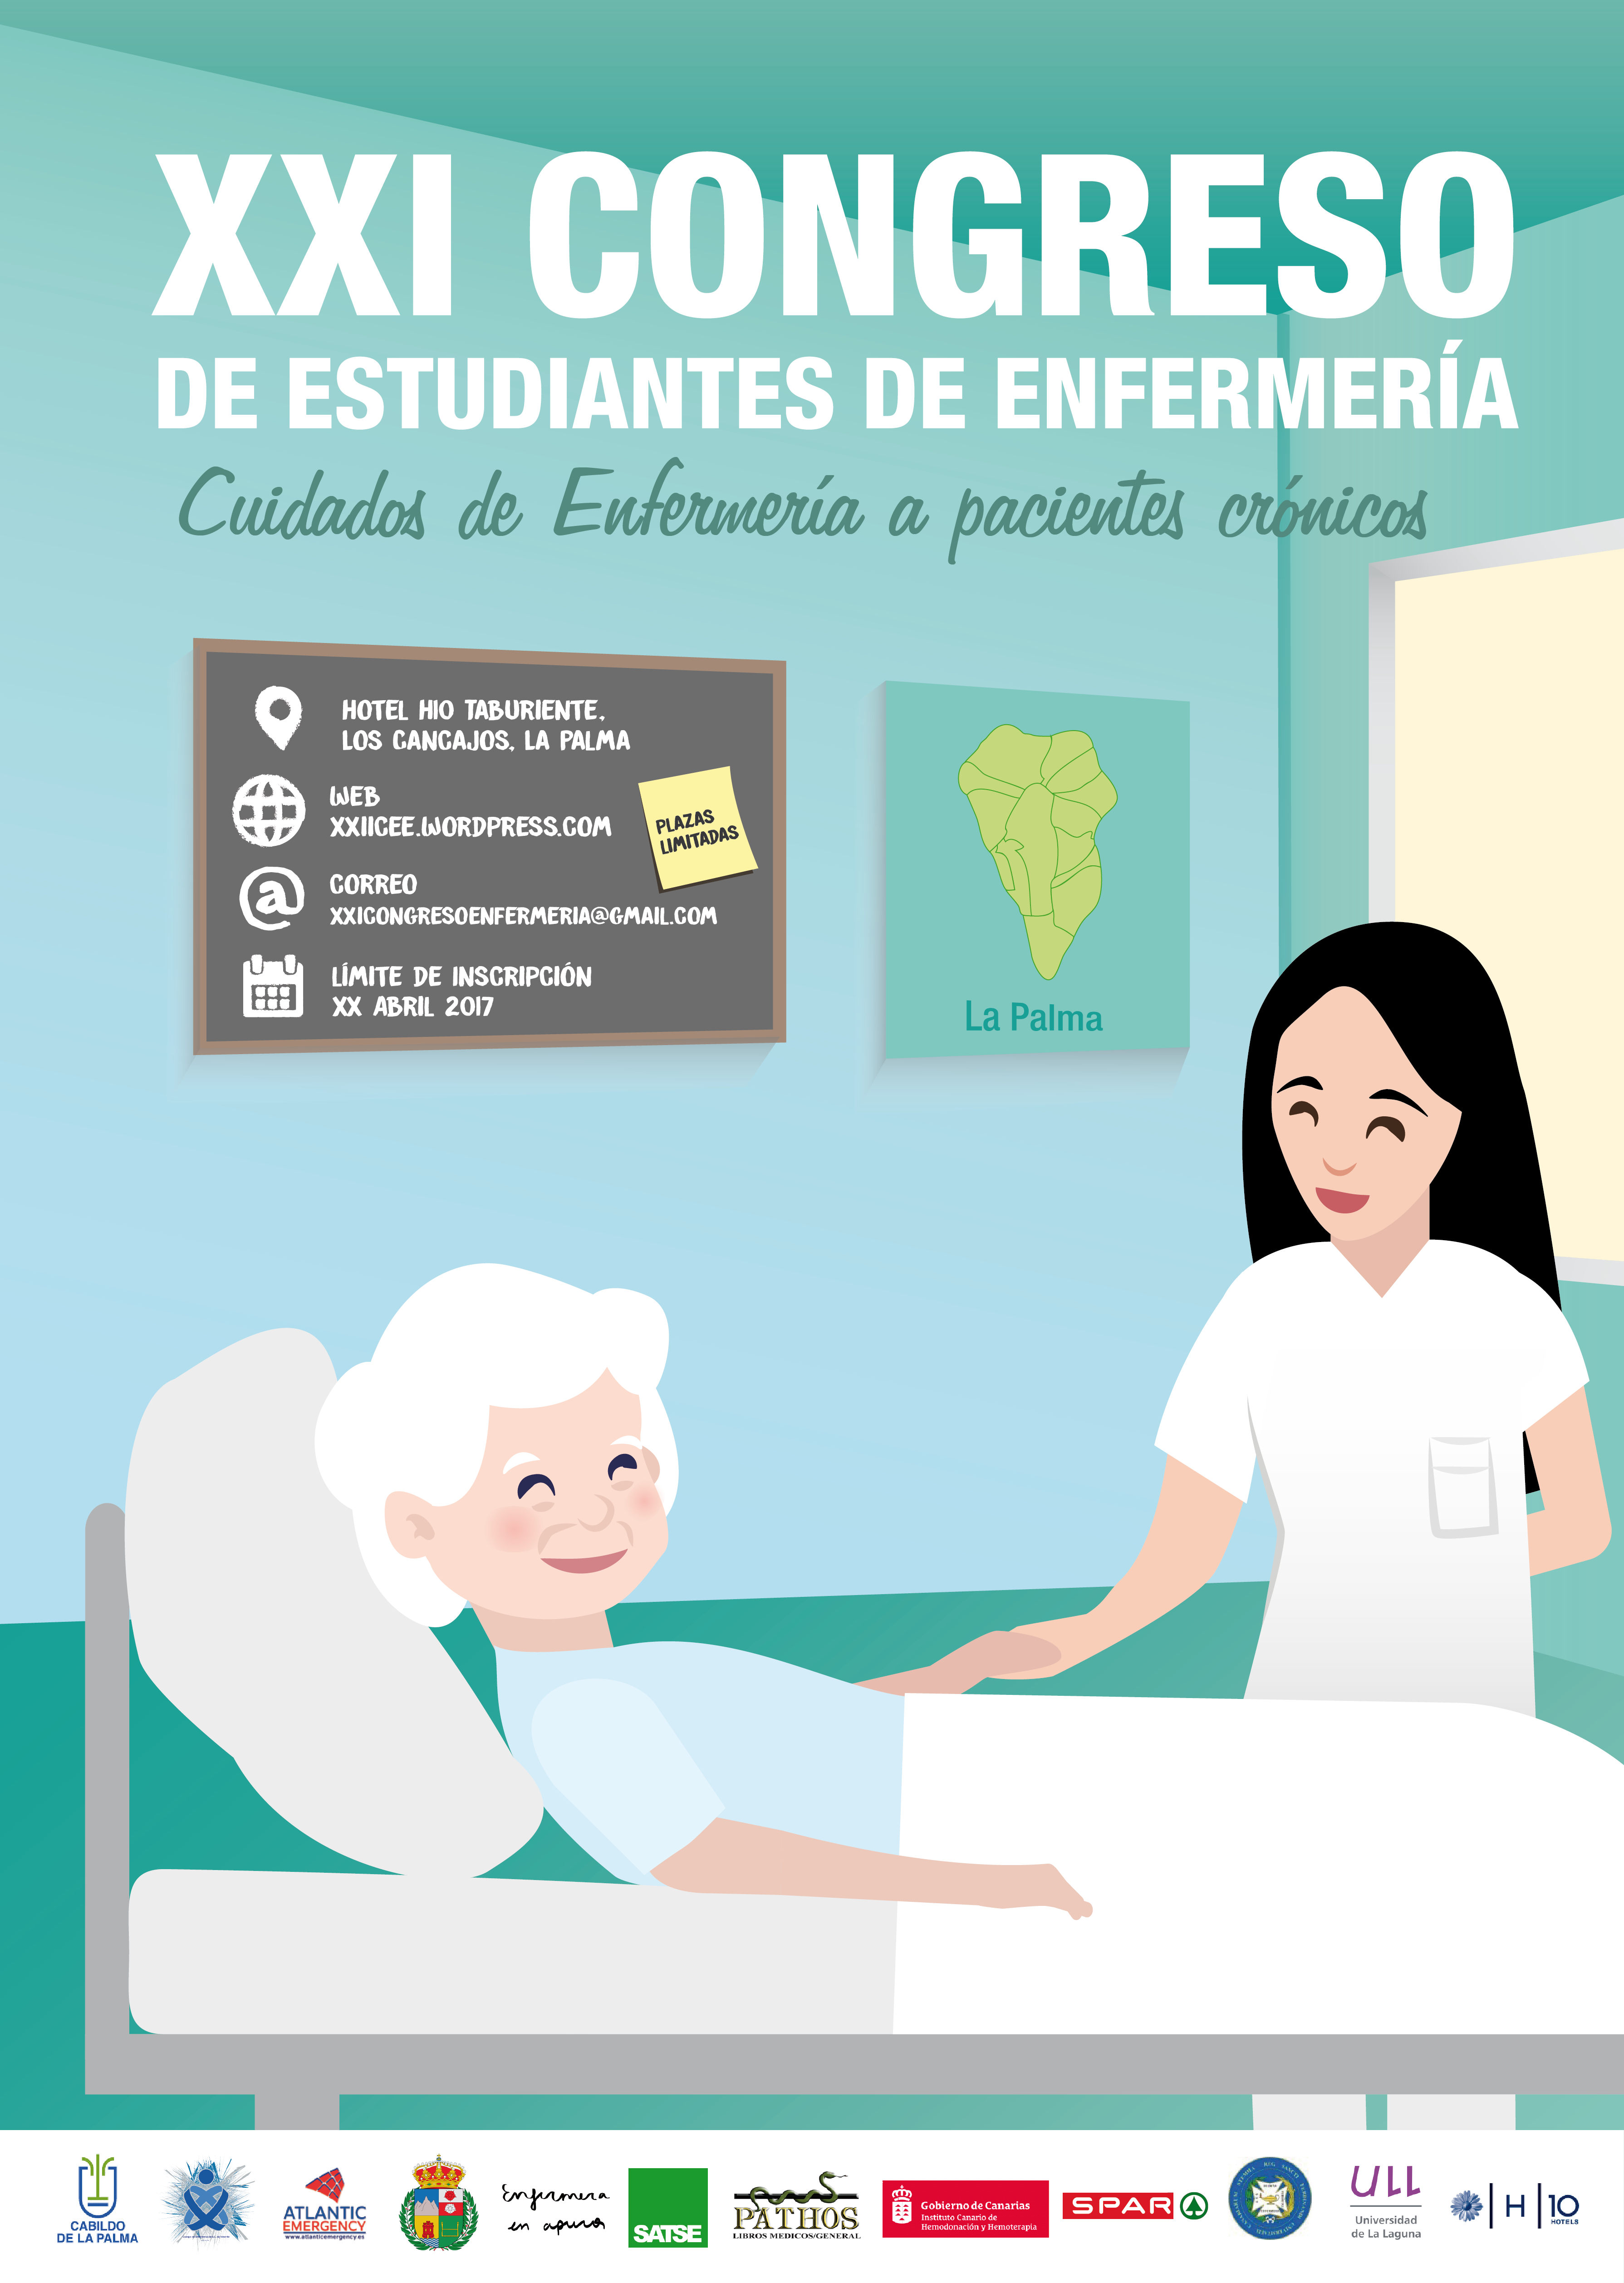 XXI CONGRESO
DE ESTUDIANTES DE ENFERMERÍA
Cuidados de Enfermería a pacientes crónicos
HOTEL H10 TABURIENTE,
LOS CANCAJOS, LA PALMA
WEB
XXIICEE.WORDPRESS.COM
PLAZAS
LIMITADAS
CORREO
XXICONGRESOENFERMERIA@GMAIL.COM
LÍMITE DE INSCRIPCIÓN
XX ABRIL 2017
La Palma
CABILDO
DE LA PALMA
ATLANTIC
EMERGENCY
www.atlanticemergency.es
Enfermera
en apuros
SATSE
PATHOS
LIBROS MEDICOS/GENERAL
Gobierno de Canarias
Instituto Canario de
Hemodonación y Hemoterapia
SPAR
ULL
Universidad
de La Laguna
H10
HOTELS